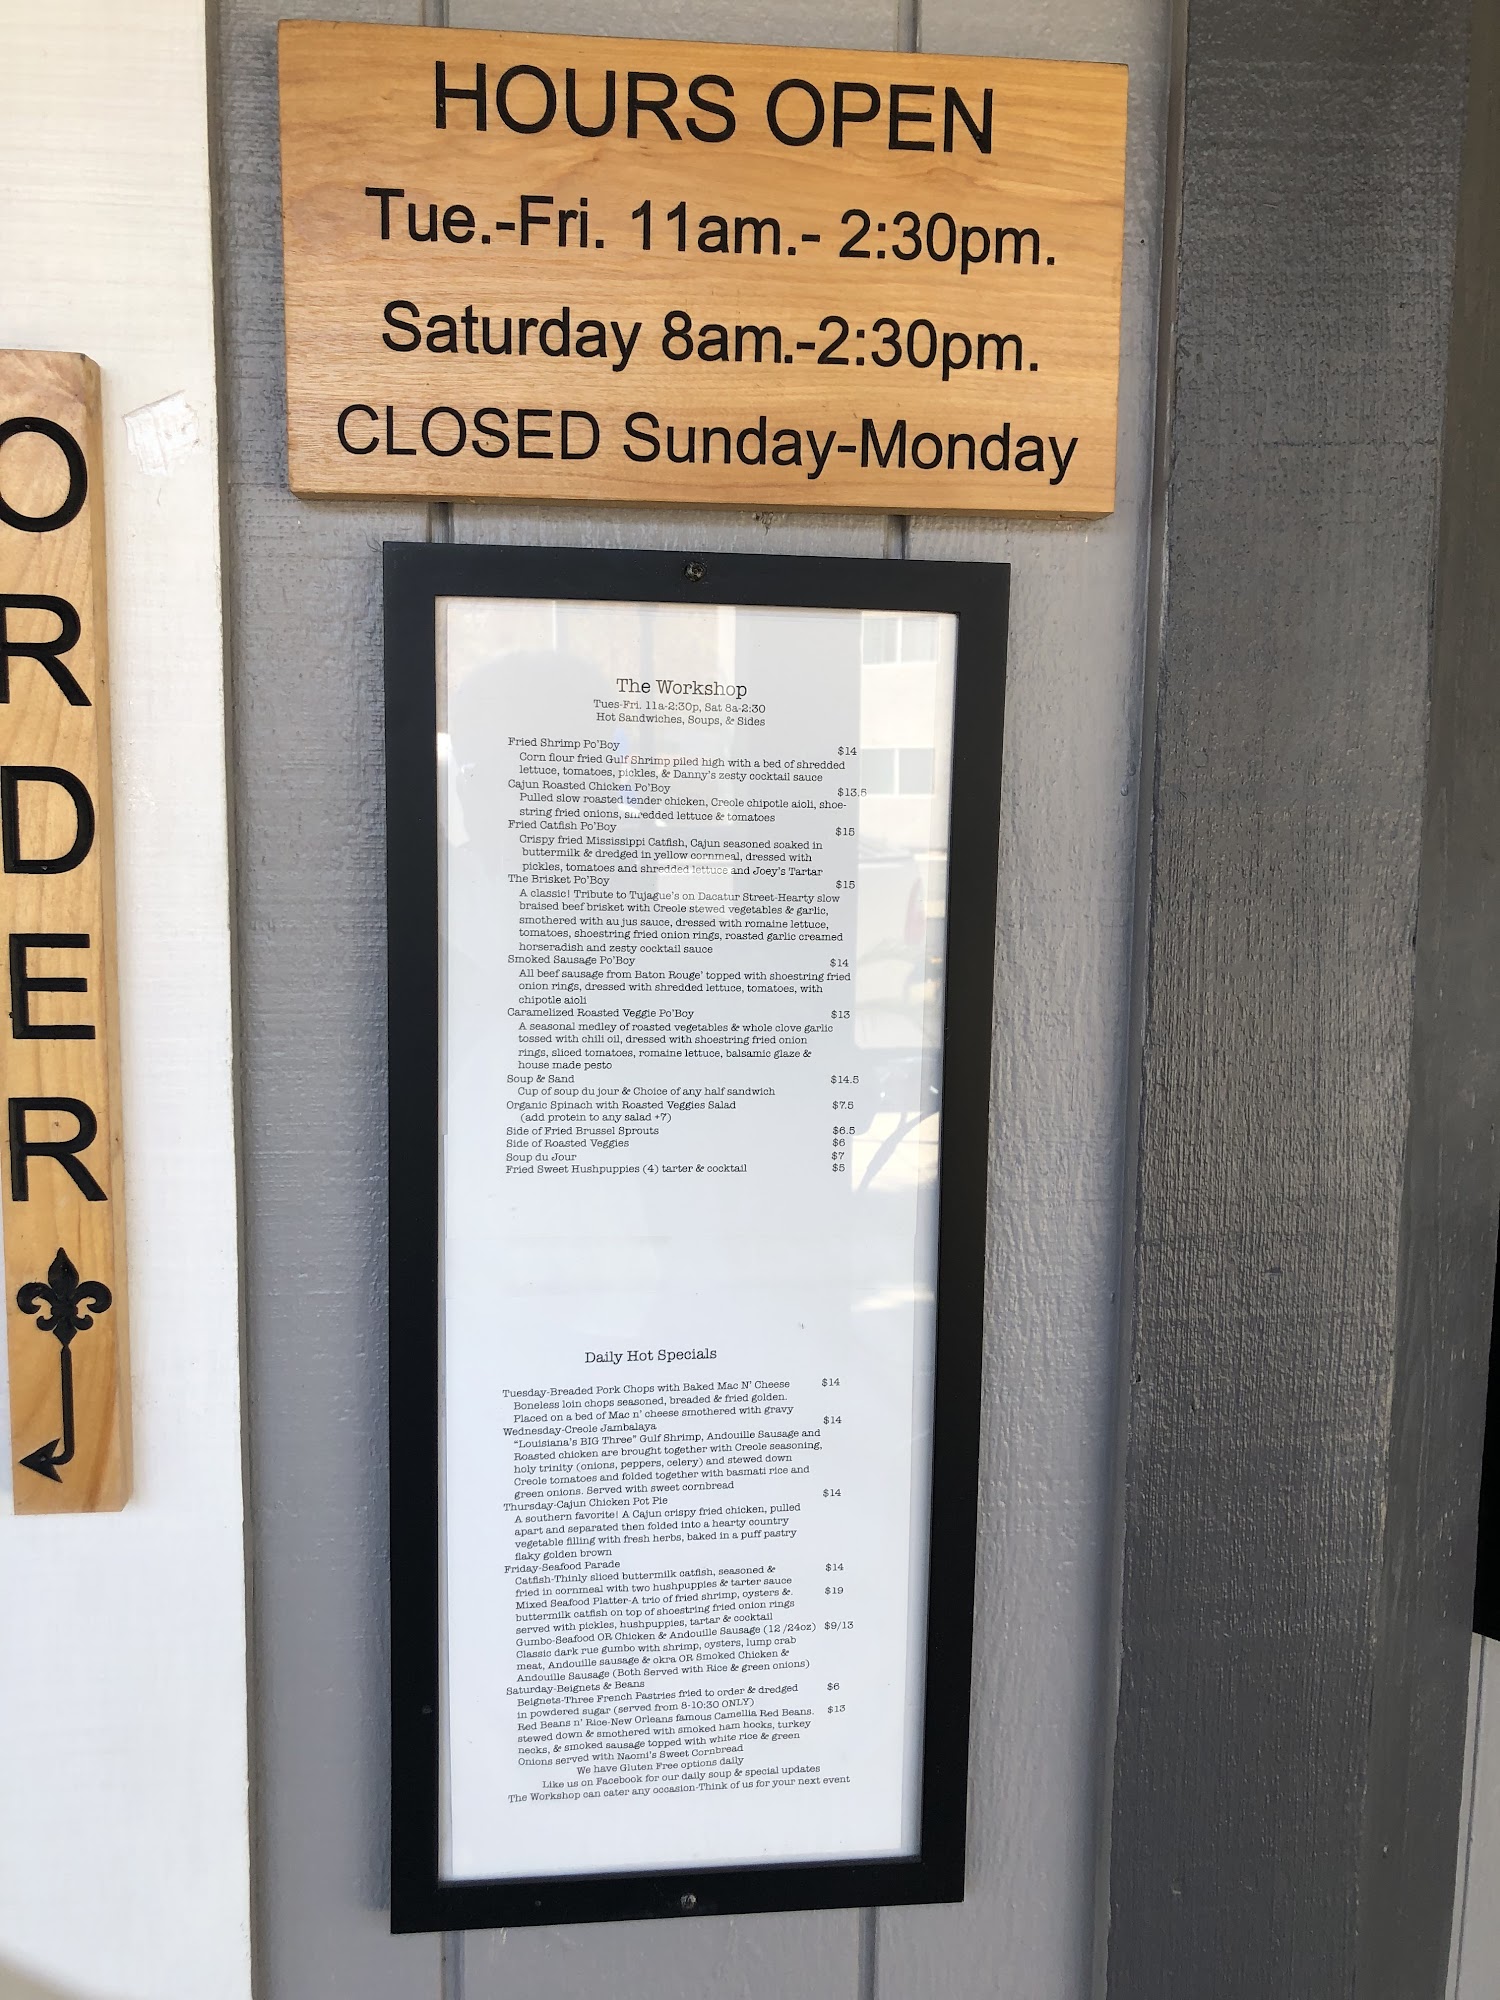 HOURS OPEN
Tue.-Fri. 11am.- 2:30pm.
Saturday 8am.-2:30pm.
CLOSED Sunday-Monday
ORDER
The Workshop
Tues-Fri. 11a-2:30p, Sat 8a-2:30
Hot Sandwiches, Soups, & Sides
Fried Shrimp Po'Boy $14
Corn flour fried Gulf Shrimp piled high with a bed of shredded
lettuce, tomatoes, pickles, & Danny's zesty cocktail sauce
Cajun Roasted Chicken Po'Boy $13.5
Pulled slow roasted tender chicken, Creole chipotle aioli, shoe-
string fried onions, shredded lettuce & tomatoes
Fried Catfish Po'Boy $15
Crispy fried Mississippi Catfish, Cajun seasoned soaked in
buttermilk & dredged in yellow cornmeal, dressed with
pickles, tomatoes and shredded lettuce and Joey's Tartar
The Brisket Po'Boy $15
A classic! Tribute to Tujague's on Dacatur Street-Hearty slow
braised beef brisket with Creole stewed vegetables & garlic,
smothered with au jus sauce, dressed with romaine lettuce,
tomatoes, shoestring fried onion rings, roasted garlic creamed
horseradish and zesty cocktail sauce
Smoked Sausage Po'Boy $14
All beef sausage from Baton Rouge' topped with shoestring fried
onion rings, dressed with shredded lettuce, tomatoes, with
chipotle aioli
Caramelized Roasted Veggie Po'Boy $13
A seasonal medley of roasted vegetables & whole clove garlic
tossed with chili oil, dressed with shoestring fried onion
rings, sliced tomatoes, romaine lettuce, balsamic glaze &
house made pesto
Soup & Sand $14.5
Cup of soup du jour & Choice of any half sandwich
Organic Spinach with Roasted Veggies Salad $7.5
(add protein to any salad +7)
Side of Fried Brussel Sprouts $6.5
Side of Roasted Veggies $6
Soup du Jour $7
Fried Sweet Hushpuppies (4) tarter & cocktail $5
Daily Hot Specials
Tuesday-Breaded Pork Chops with Baked Mac N' Cheese $14
Boneless loin chops seasoned, breaded & fried golden.
Placed on a bed of Mac n' cheese smothered with gravy
Wednesday-Creole Jambalaya $14
"Louisiana's BIG Three" Gulf Shrimp, Andouille Sausage and
Roasted chicken are brought together with Creole seasoning,
holy trinity (onions, peppers, celery) and stewed down
Creole tomatoes and folded together with basmati rice and
green onions. Served with sweet cornbread
Thursday-Cajun Chicken Pot Pie $14
A southern favorite! A Cajun crispy fried chicken, pulled
apart and separated then folded into a hearty country
vegetable filling with fresh herbs, baked in a puff pastry
flaky golden brown
Friday-Seafood Parade
Catfish-Thinly sliced buttermilk catfish, seasoned & $14
fried in cornmeal with two hushpuppies & tarter sauce
Mixed Seafood Platter-A trio of fried shrimp, oysters &. $19
buttermilk catfish on top of shoestring fried onion rings
served with pickles, hushpuppies, tartar & cocktail
Gumbo-Seafood OR Chicken & Andouille Sausage (12 /24oz) $9/13
Classic dark rue gumbo with shrimp, oysters, lump crab
meat, Andouille sausage & okra OR Smoked Chicken &
Andouille Sausage (Both Served with Rice & green onions)
Saturday-Beignets & Beans
Beignets-Three French Pastries fried to order & dredged $6
in powdered sugar (served from 8-10:30 ONLY)
Red Beans n' Rice-New Orleans famous Camellia Red Beans. $13
stewed down & smothered with smoked ham hocks, turkey
necks, & smoked sausage topped with white rice & green
Onions served with Naomi's Sweet Cornbread
We have Gluten Free options daily
Like us on Facebook for our daily soup & special updates
The Workshop can cater any occasion-Think of us for your next event